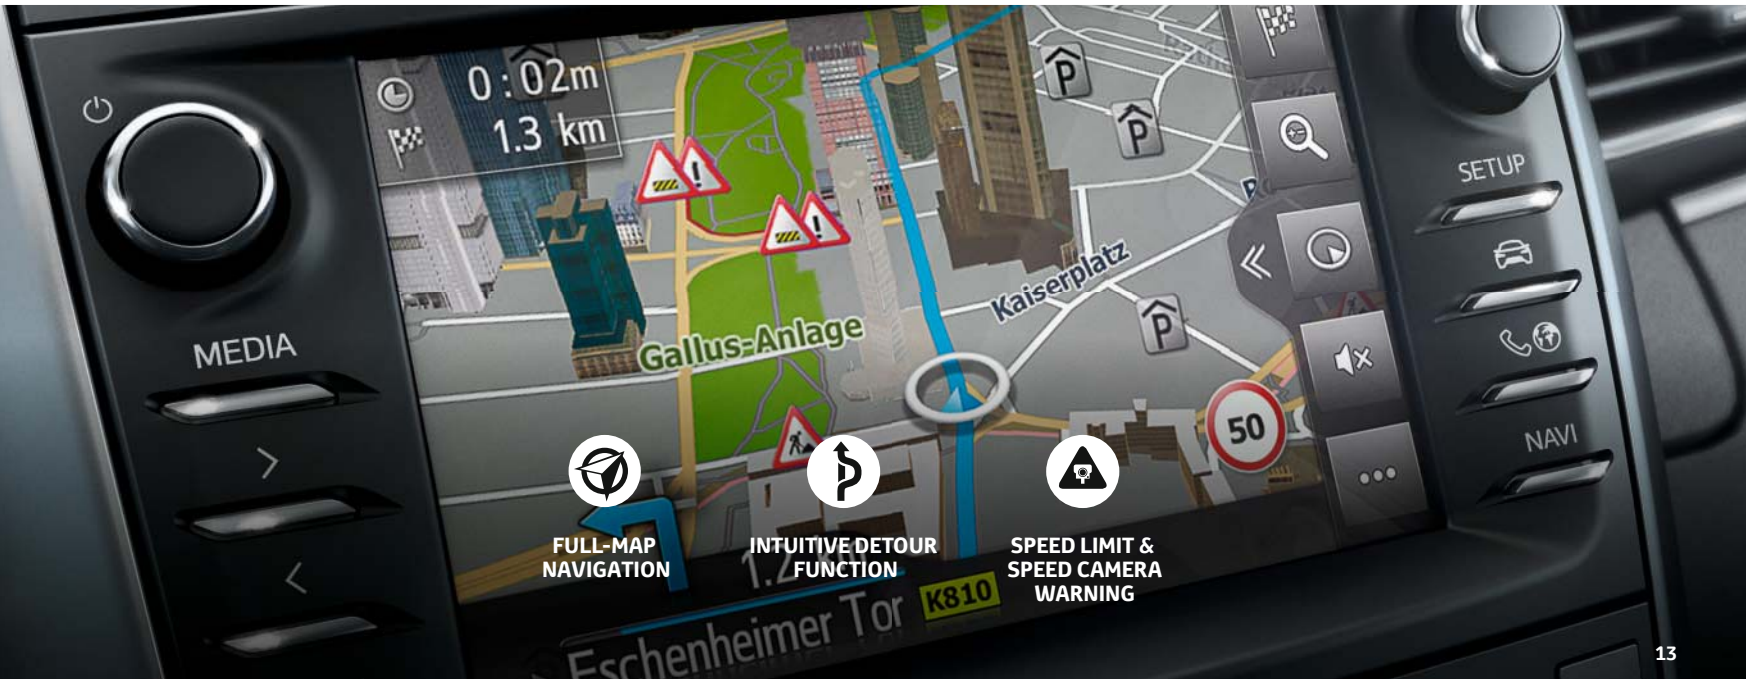 0:02m
1.3 km
P
P
SETUP
Kaiserplatz
P
Gallus-Anlage
MEDIA
50
NAVI
FULL-MAP
NAVIGATION
INTUITIVE DETOUR
FUNCTION
SPEED LIMIT &
SPEED CAMERA
WARNING
Eschenheimer Tor K810
13